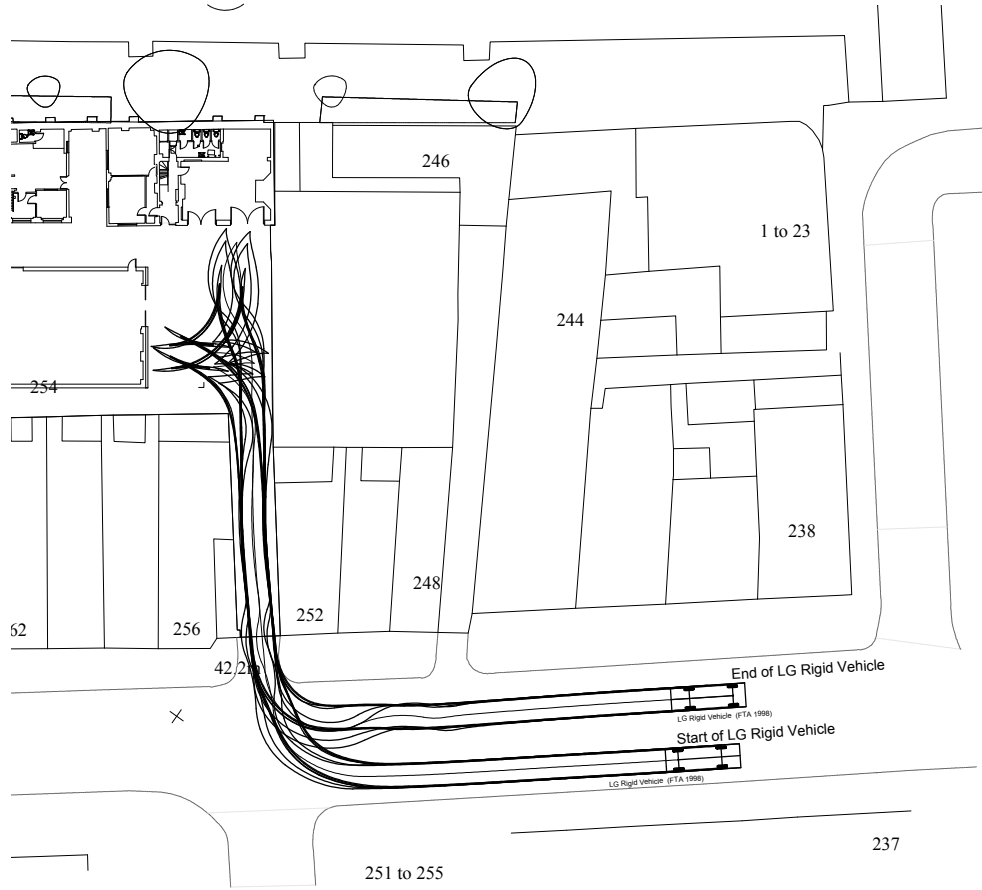 246
1 to 23
244
254
238
248
252
62
256
42.2m
End of LG Rigid Vehicle
LG Rigid Vehicle (FTA 1998)
Start of LG Rigid Vehicle
LG Rigid Vehicle (FTA 1998)
237
251 to 255